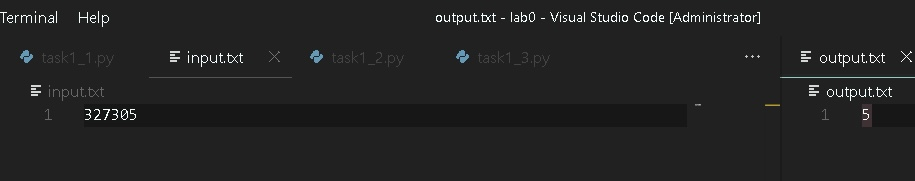 Terminal Help output.txt - lab0 - Visual Studio Code [Administrator]
task1_1.py input.txt task1_2.py task1_3.py ... output.txt
input.txt output.txt
1 327305 1 5